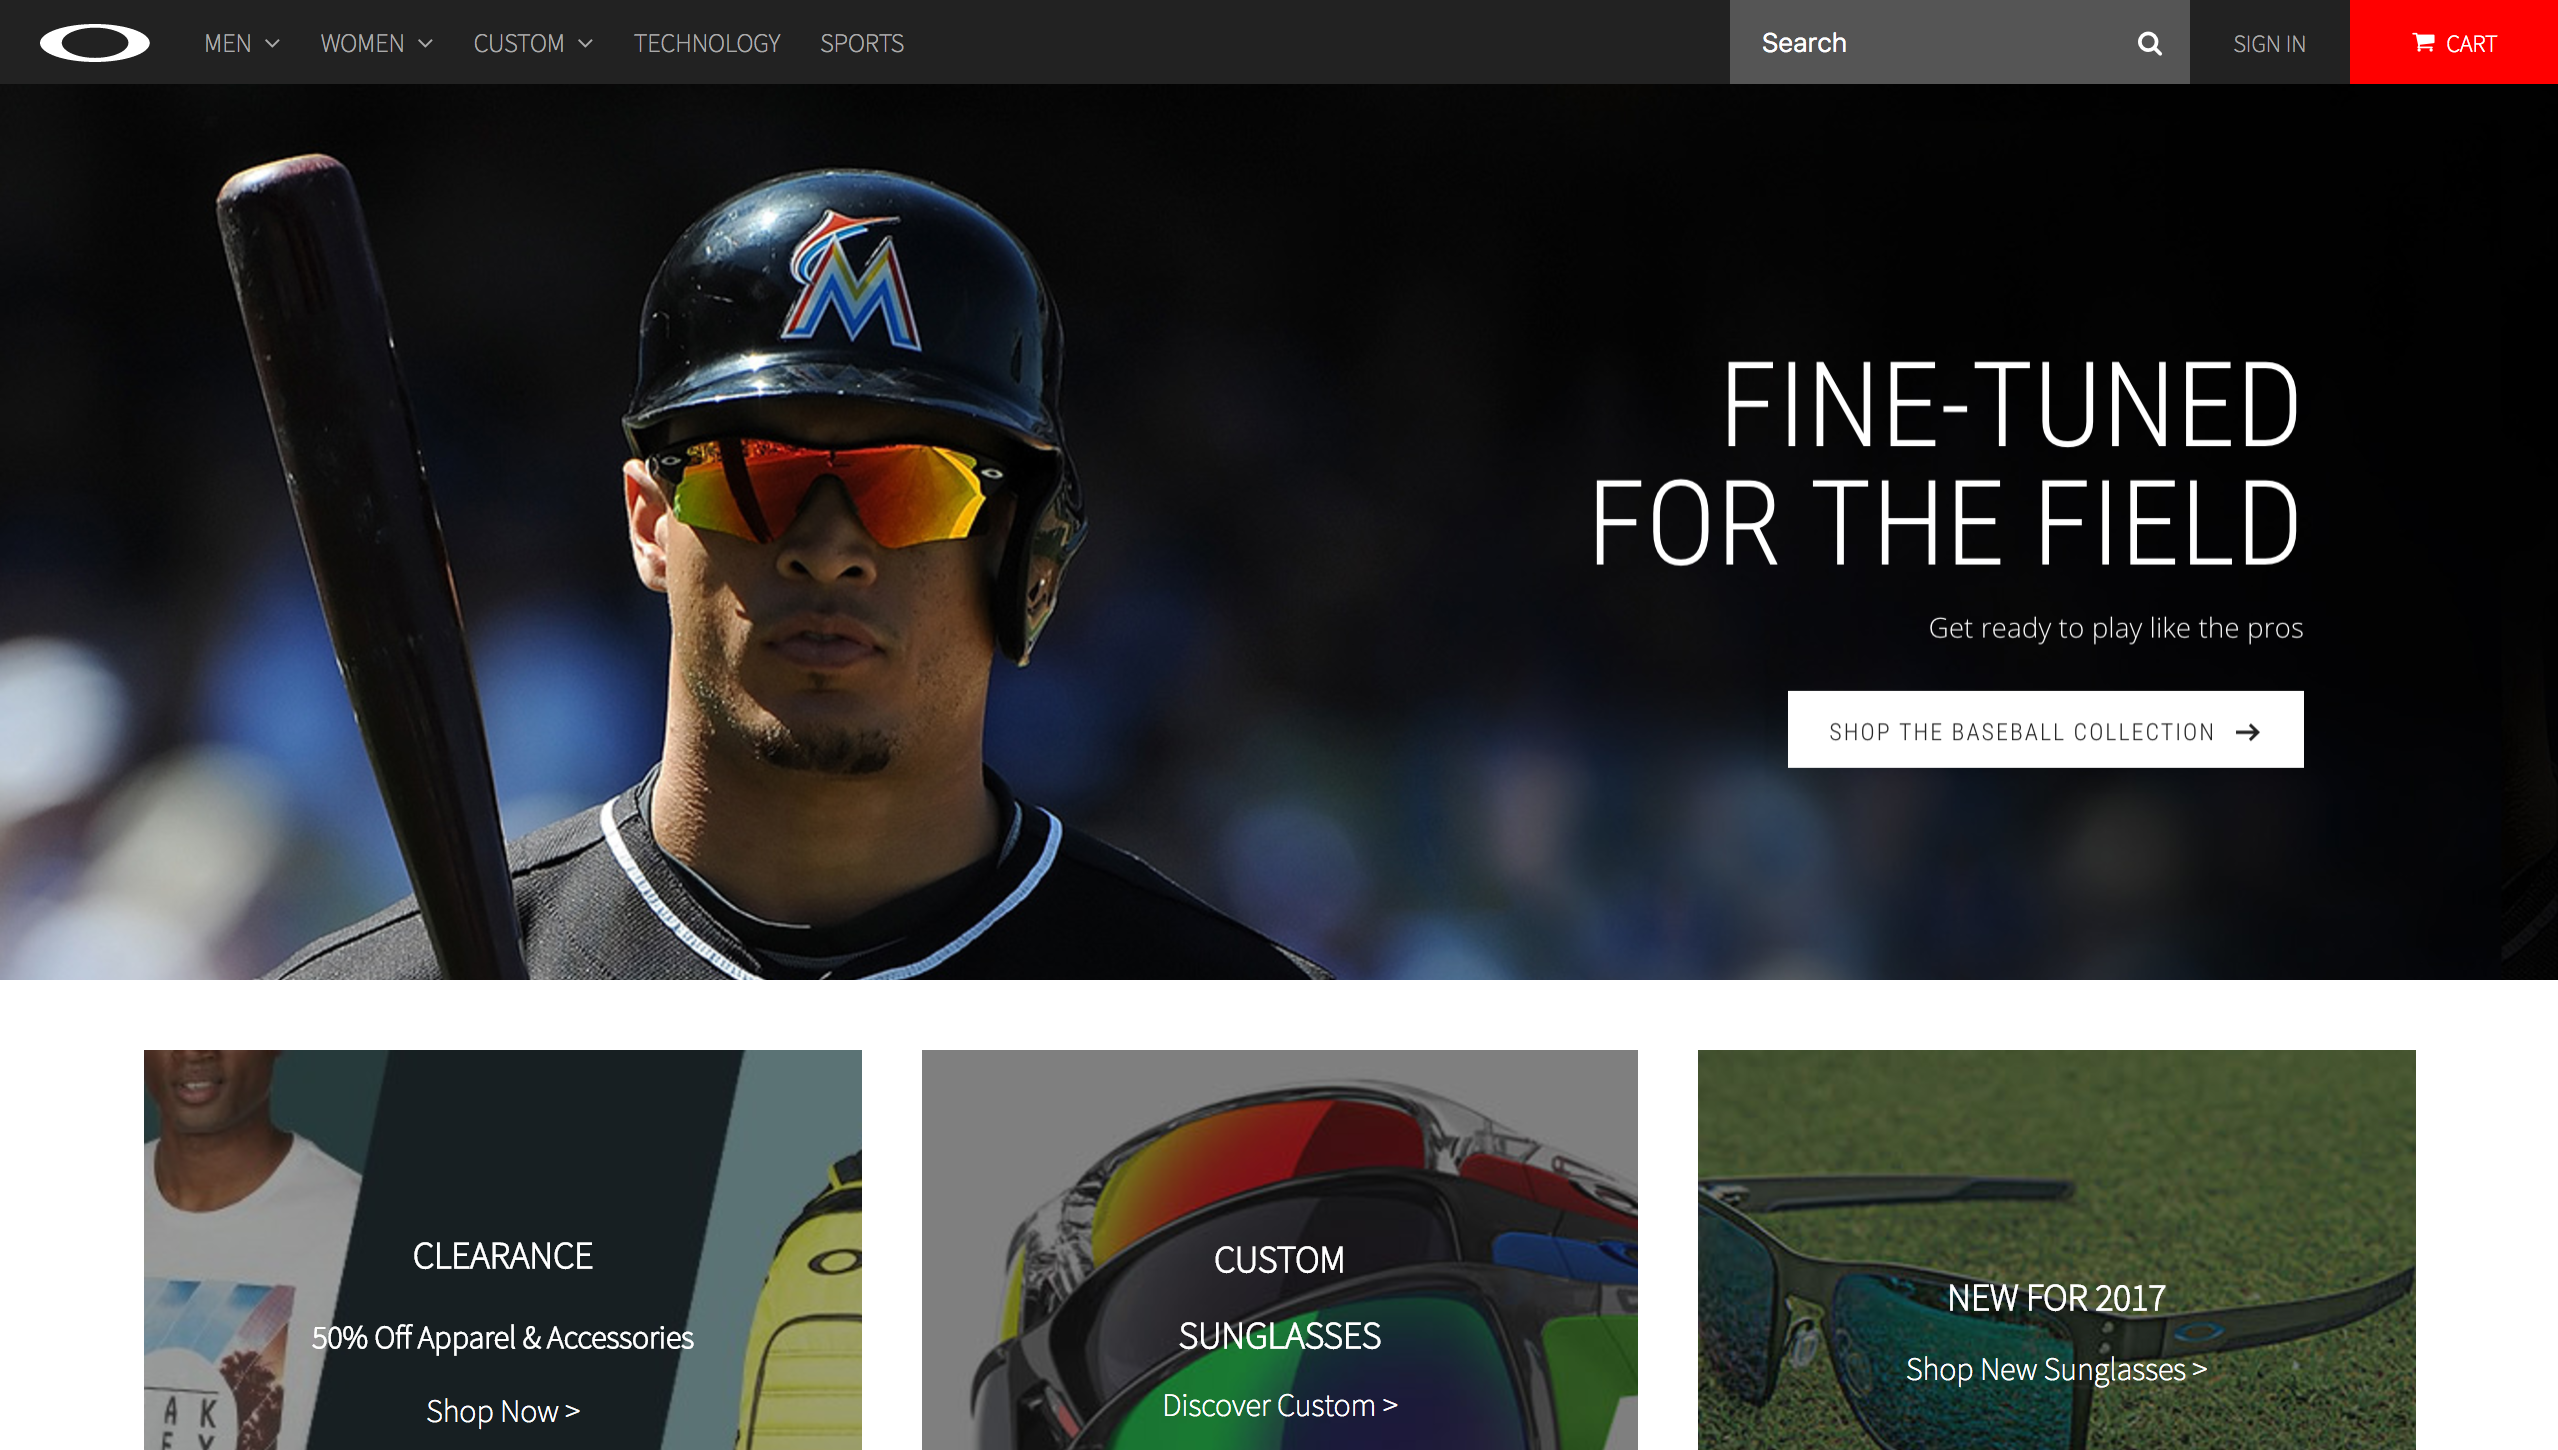 MEN
WOMEN
CUSTOM
TECHNOLOGY
SPORTS
Search
SIGN IN
CART
M
FINE-TUNED
FOR THE FIELD
Get ready to play like the pros
SHOP THE BASEBALL COLLECTION
CLEARANCE
50% Off Apparel & Accessories
Shop Now >
A K
E Y
CUSTOM
SUNGLASSES
Discover Custom >
NEW FOR 2017
Shop New Sunglasses >